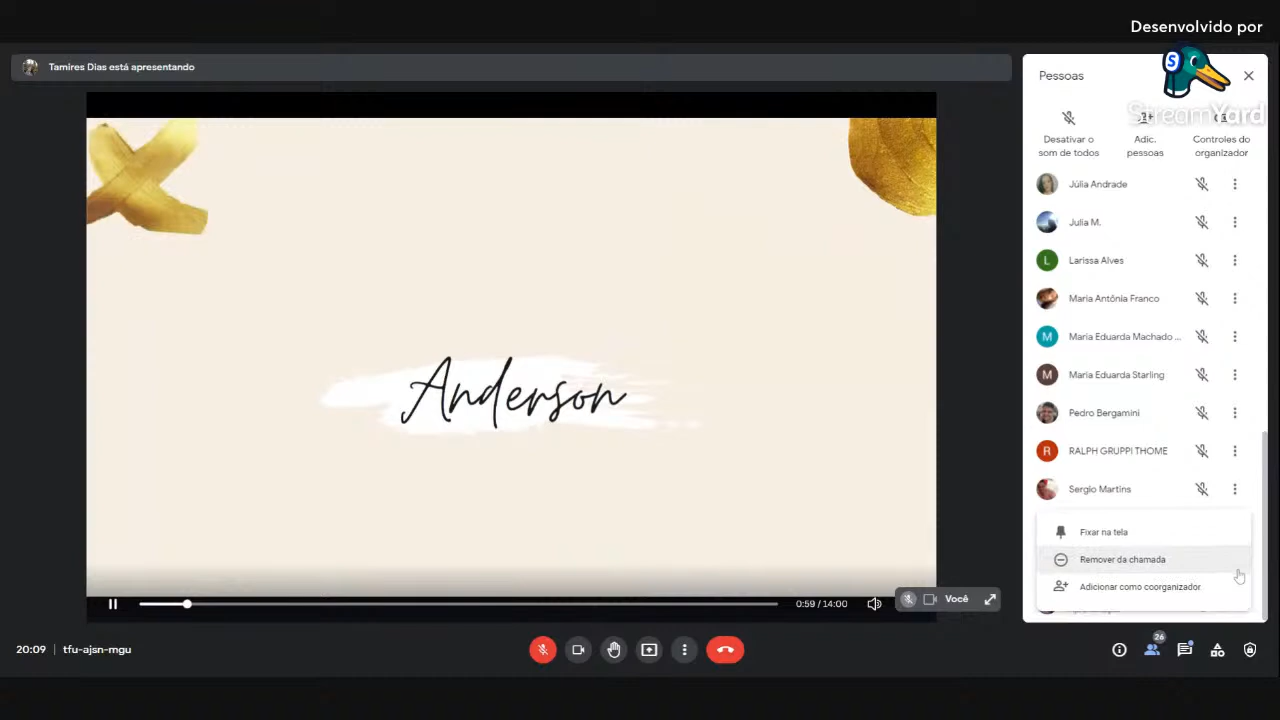 Desenvolvido por
StreamYard
Tamires Dias está apresentando
Pessoas
Desativar o
som de todos
Adic.
pessoas
Controles do
organizador
Júlia Andrade
Julia M.
L
Larissa Alves
Maria Antônia Franco
M
Maria Eduarda Machado ...
M
Maria Eduarda Starling
Pedro Bergamini
R
RALPH GRUPPI THOME
Sergio Martins
Fixar na tela
Remover da chamada
Adicionar como coorganizador
Anderson
0:59 / 14:00
Você
20:09
tfu-ajsn-mgu
26